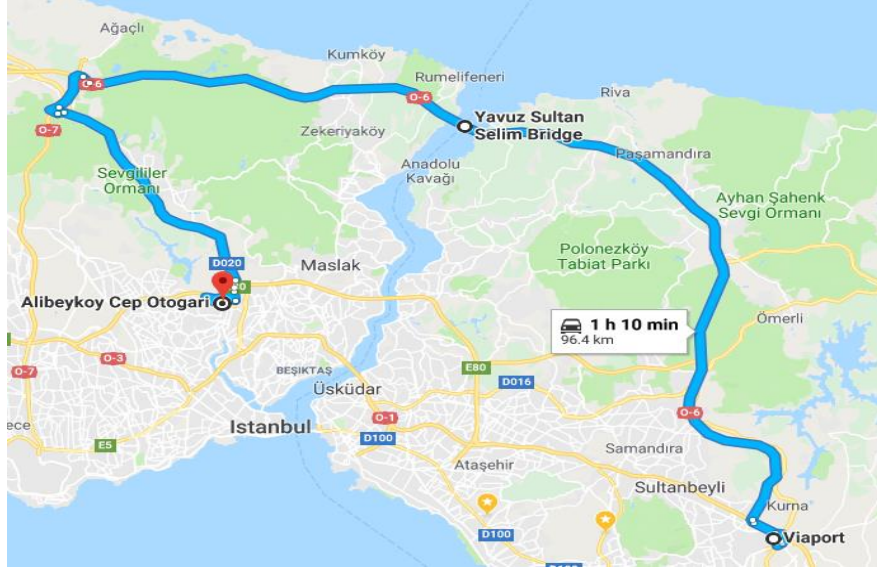 Ağaçlı
Kumköy
Rumelifeneri
O-6
O-6
Riva
Yavuz Sultan
Selim Bridge
O-7
Zekeriyaköy
Paşamandıra
Anadolu
Kavağı
Sevgililer
Ormanı
Ayhan Şahenk
Sevgi Ormanı
Polonezköy
Tabiat Parkı
D020
Maslak
Alibeykoy Cep Otogari
1 h 10 min
96.4 km
Ömerli
O-3
O-7
BEŞİKTAŞ
E80
D016
Üsküdar
O-1
O-6
Istanbul
D100
E5
Samandıra
Ataşehir
Sultanbeyli
Kurna
D100
Viaport